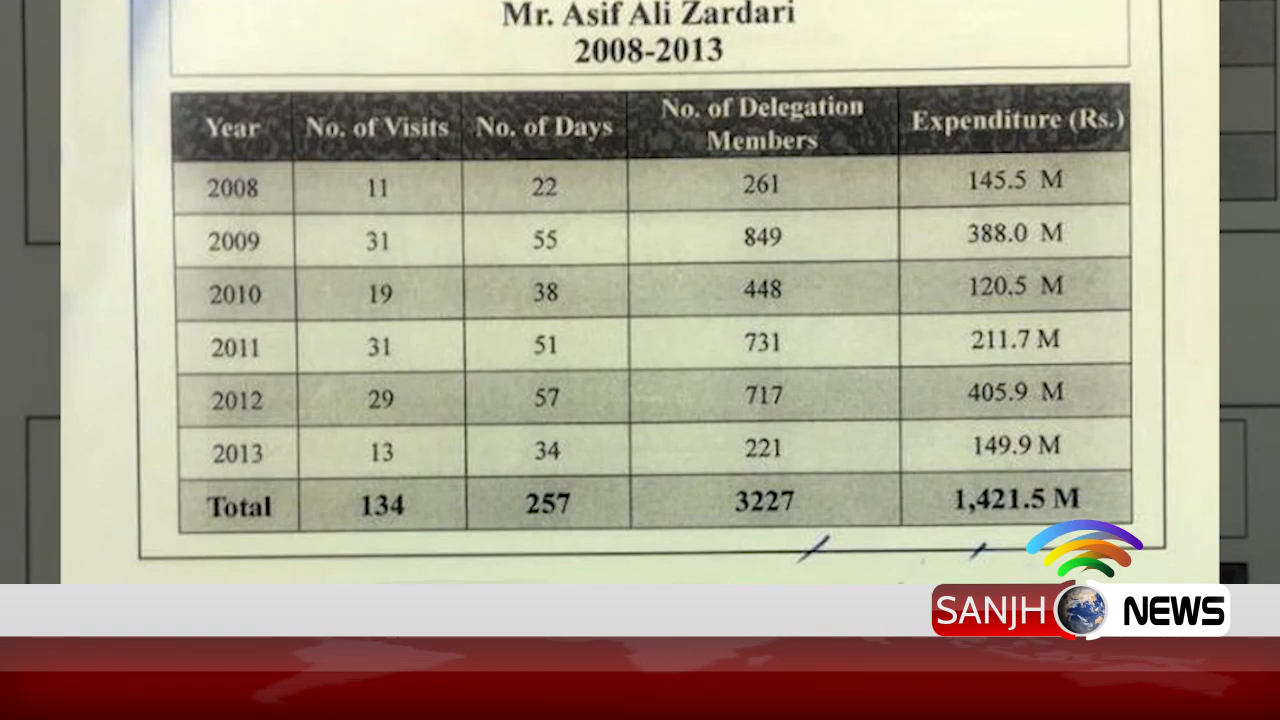 Mr. Asif Ali Zardari
2008-2013
Year No. of Visits No. of Days No. of Delegation Members Expenditure (Rs.)
2008 11 22 261 145.5 M
2009 31 55 849 388.0 M
2010 19 38 448 120.5 M
2011 31 51 731 211.7 M
2012 29 57 717 405.9 M
2013 13 34 221 149.9 M
Total 134 257 3227 1,421.5 M
SANJH NEWS